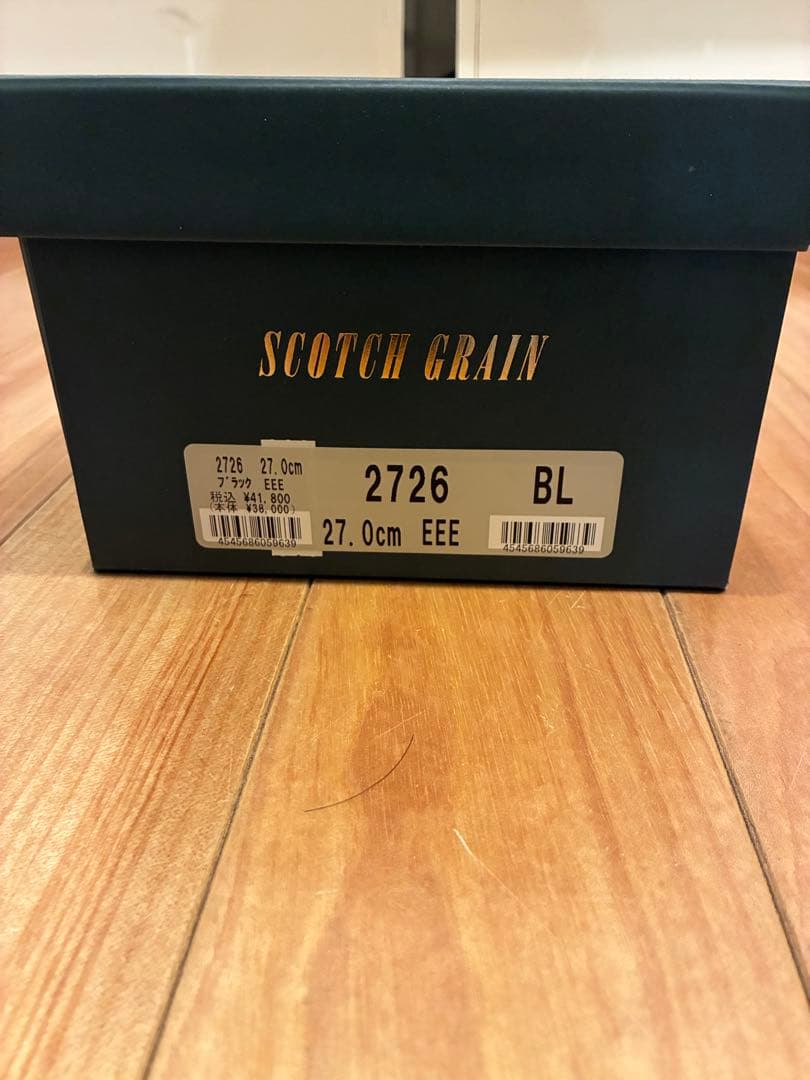 SCOTCH GRAIN
2726 27.0cm
ブラック EEE
税込 ¥41,800
(本体 ¥38,000)
4545686059639
2726 BL
27.0cm EEE
4545686059639